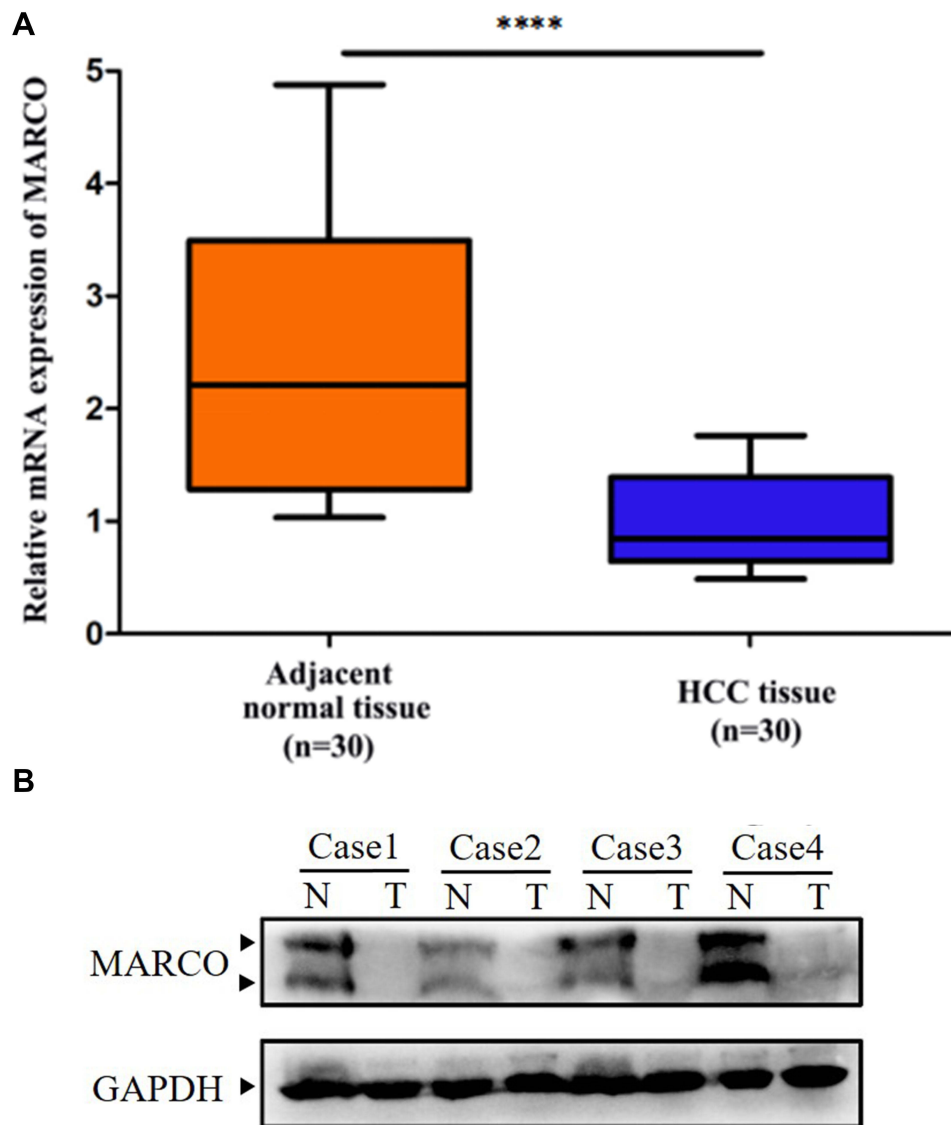 A
****
Relative mRNA expression of MARCO
5
4
3
2
1
0
Adjacent
normal tissue
(n=30)
HCC tissue
(n=30)
B
Case1 Case2 Case3 Case4
N T N T N T N T
MARCO
GAPDH